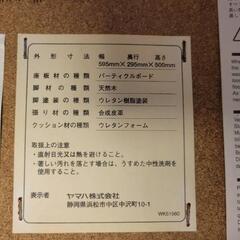 外形寸法 幅 奥行 高さ
595mm×295mm×500mm
座板材の種類 パーティクルボード
脚材の種類 天然木
脚塗装の種類 ウレタン樹脂塗装
張り材の種類 合成皮革
クッション材の種類 ウレタンフォーム
取扱上の注意
・直射日光又は熱を避けること。
・著しい汚れを落とす場合は、うすめた中性洗剤を
使用すること。
表示者 ヤマハ株式会社
静岡県浜松市中区中沢町10-1